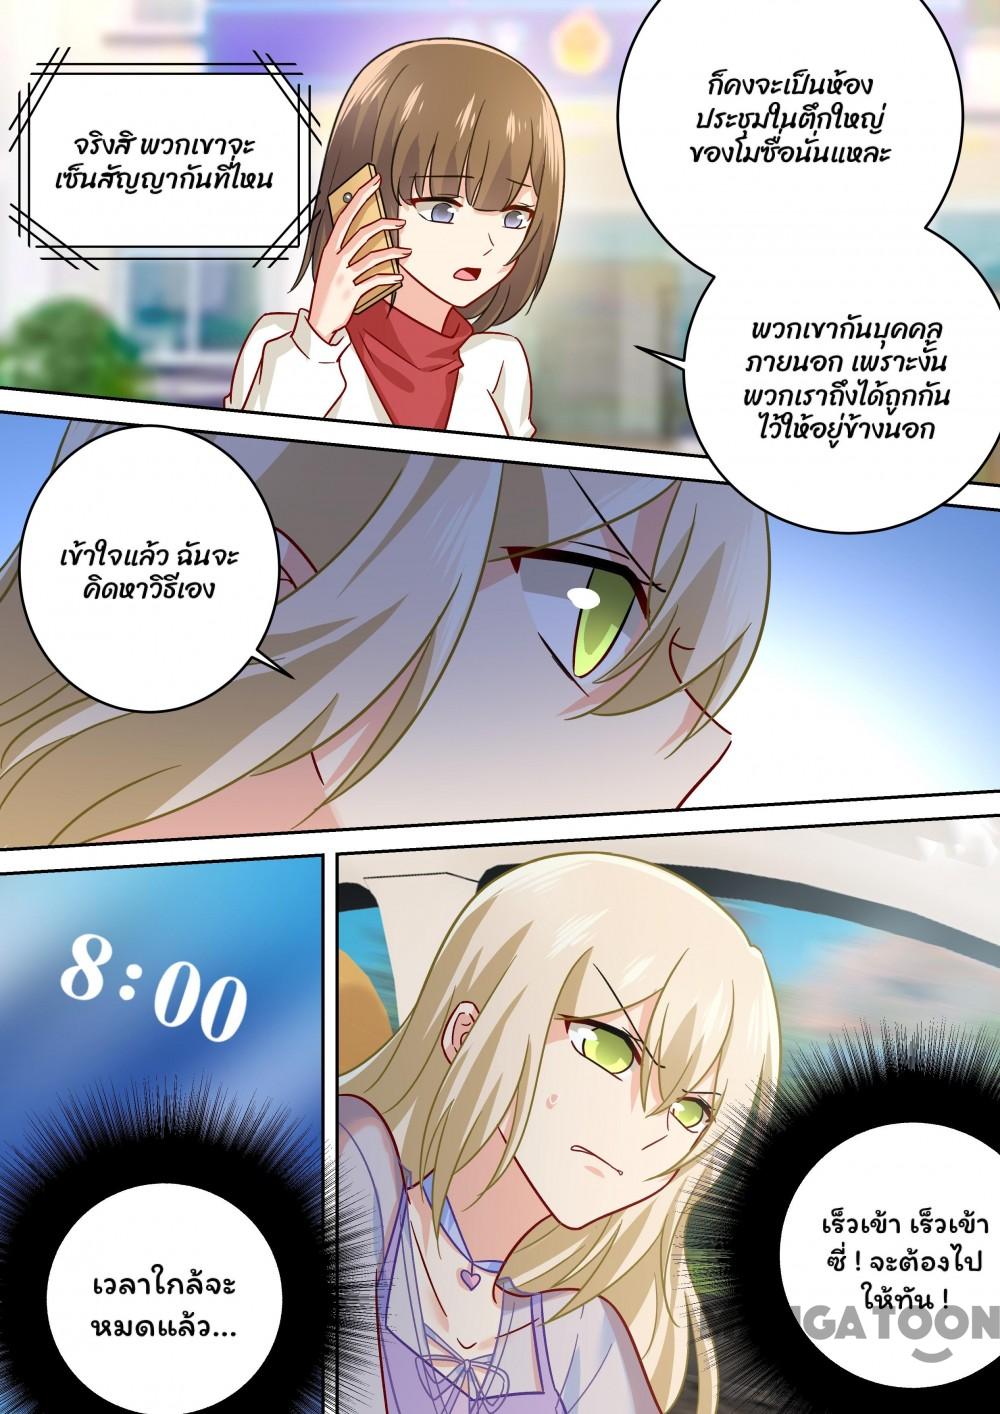 จริงสิ พวกเขาจะ
เซ็นสัญญากันที่ไหน
ก็คงจะเป็นห้อง
ประชุมในตึกใหญ่
ของโมซื่อนั่นแหละ
พวกเขากันบุคคล
ภายนอก เพราะงั้น
พวกเราถึงได้ถูกกัน
ไว้ให้อยู่ข้างนอก
เข้าใจแล้ว ฉันจะ
คิดหาวิธีเอง
8:00
เวลาใกล้จะ
หมดแล้ว...
เร็วเข้า เร็วเข้า
ซี่ ! จะต้องไป
ให้ทัน !